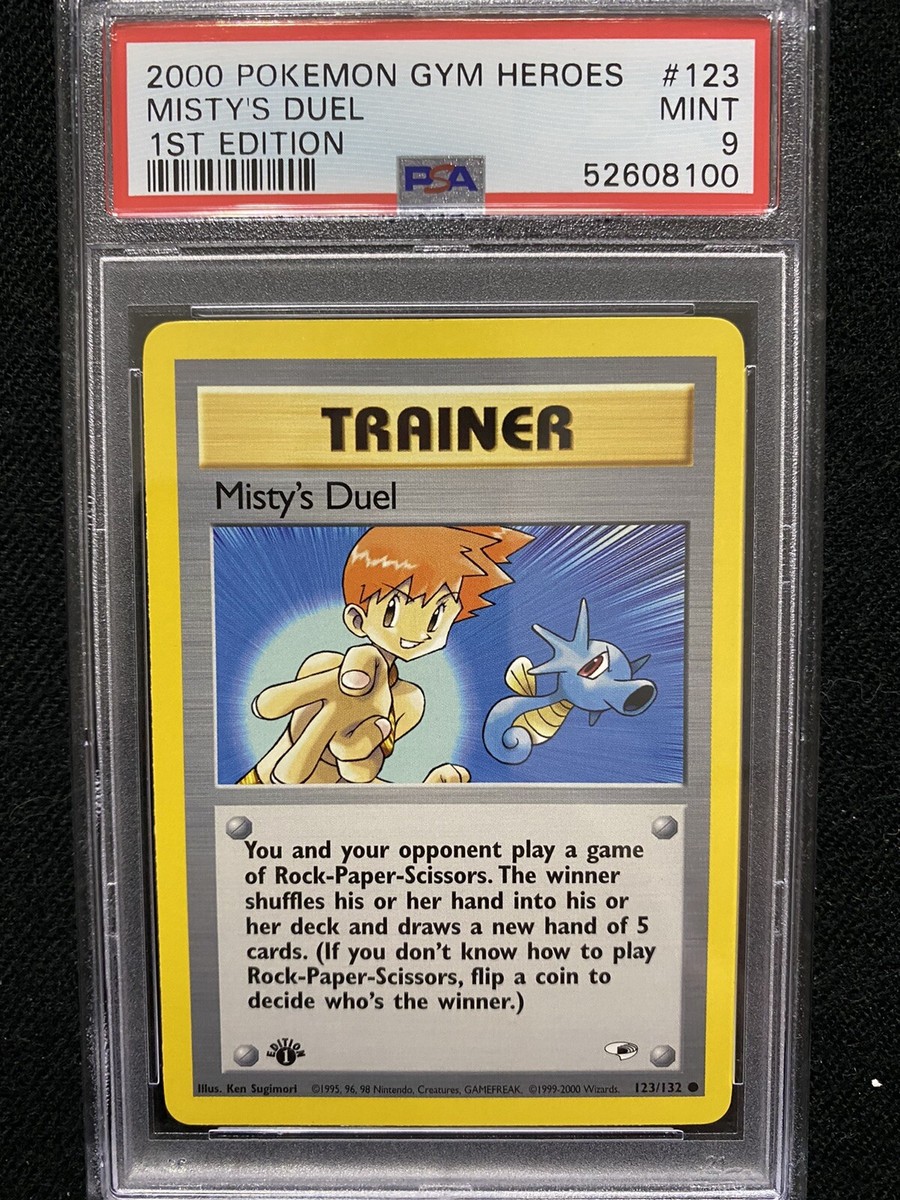 2000 POKEMON GYM HEROES #123
MISTY'S DUEL MINT
1ST EDITION 9
PSA 52608100
TRAINER
Misty's Duel
You and your opponent play a game
of Rock-Paper-Scissors. The winner
shuffles his or her hand into his or
her deck and draws a new hand of 5
cards. (If you don't know how to play
Rock-Paper-Scissors, flip a coin to
decide who's the winner.)
EDITION 1
Illus. Ken Sugimori ©1995, 96, 98 Nintendo, Creatures, GAMEFREAK. ©1999-2000 Wizards. 123/132